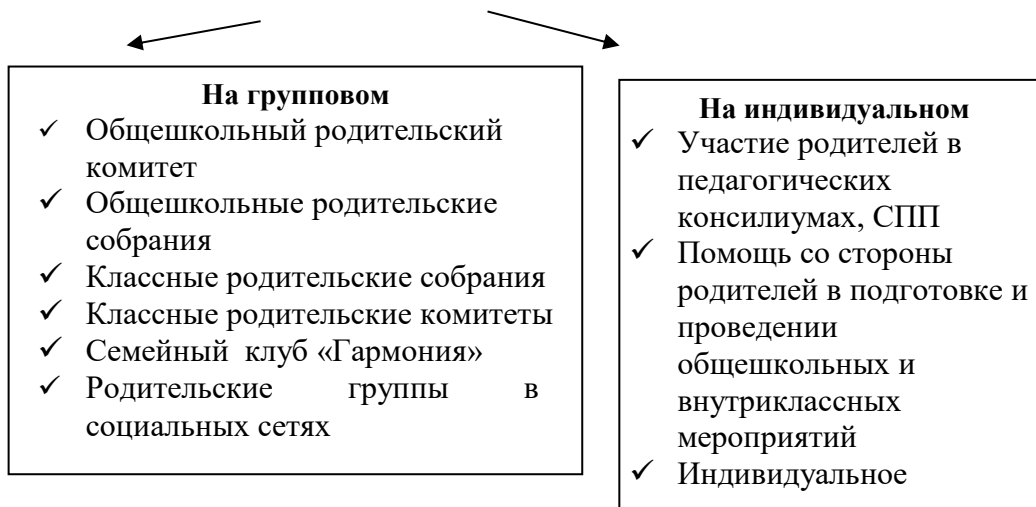 На групповом
✓ Общешкольный родительский
комитет
✓ Общешкольные родительские
собрания
✓ Классные родительские собрания
✓ Классные родительские комитеты
✓ Семейный клуб «Гармония»
✓ Родительские группы в
социальных сетях
На индивидуальном
✓ Участие родителей в
педагогических
консилиумах, СПП
✓ Помощь со стороны
родителей в подготовке и
проведении
общешкольных и
внутриклассных
мероприятий
✓ Индивидуальное